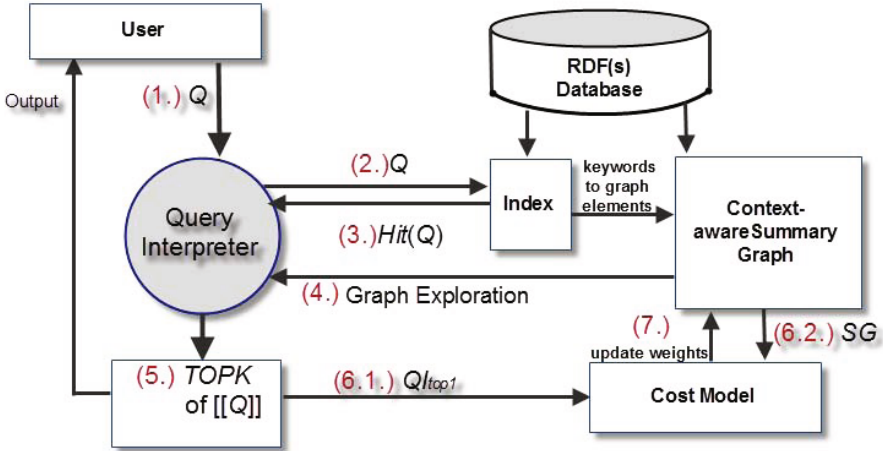 User
RDF(s)
Database
Output
(1.) Q
(2.)Q
keywords
to graph
elements
Index
Query
Interpreter
(3.)Hit(Q)
Context-
awareSummary
Graph
(4.) Graph Exploration
(7.)
update weights
(6.2.) SG
(5.) TOPK
of [[Q]]
(6.1.) QItop1
Cost Model